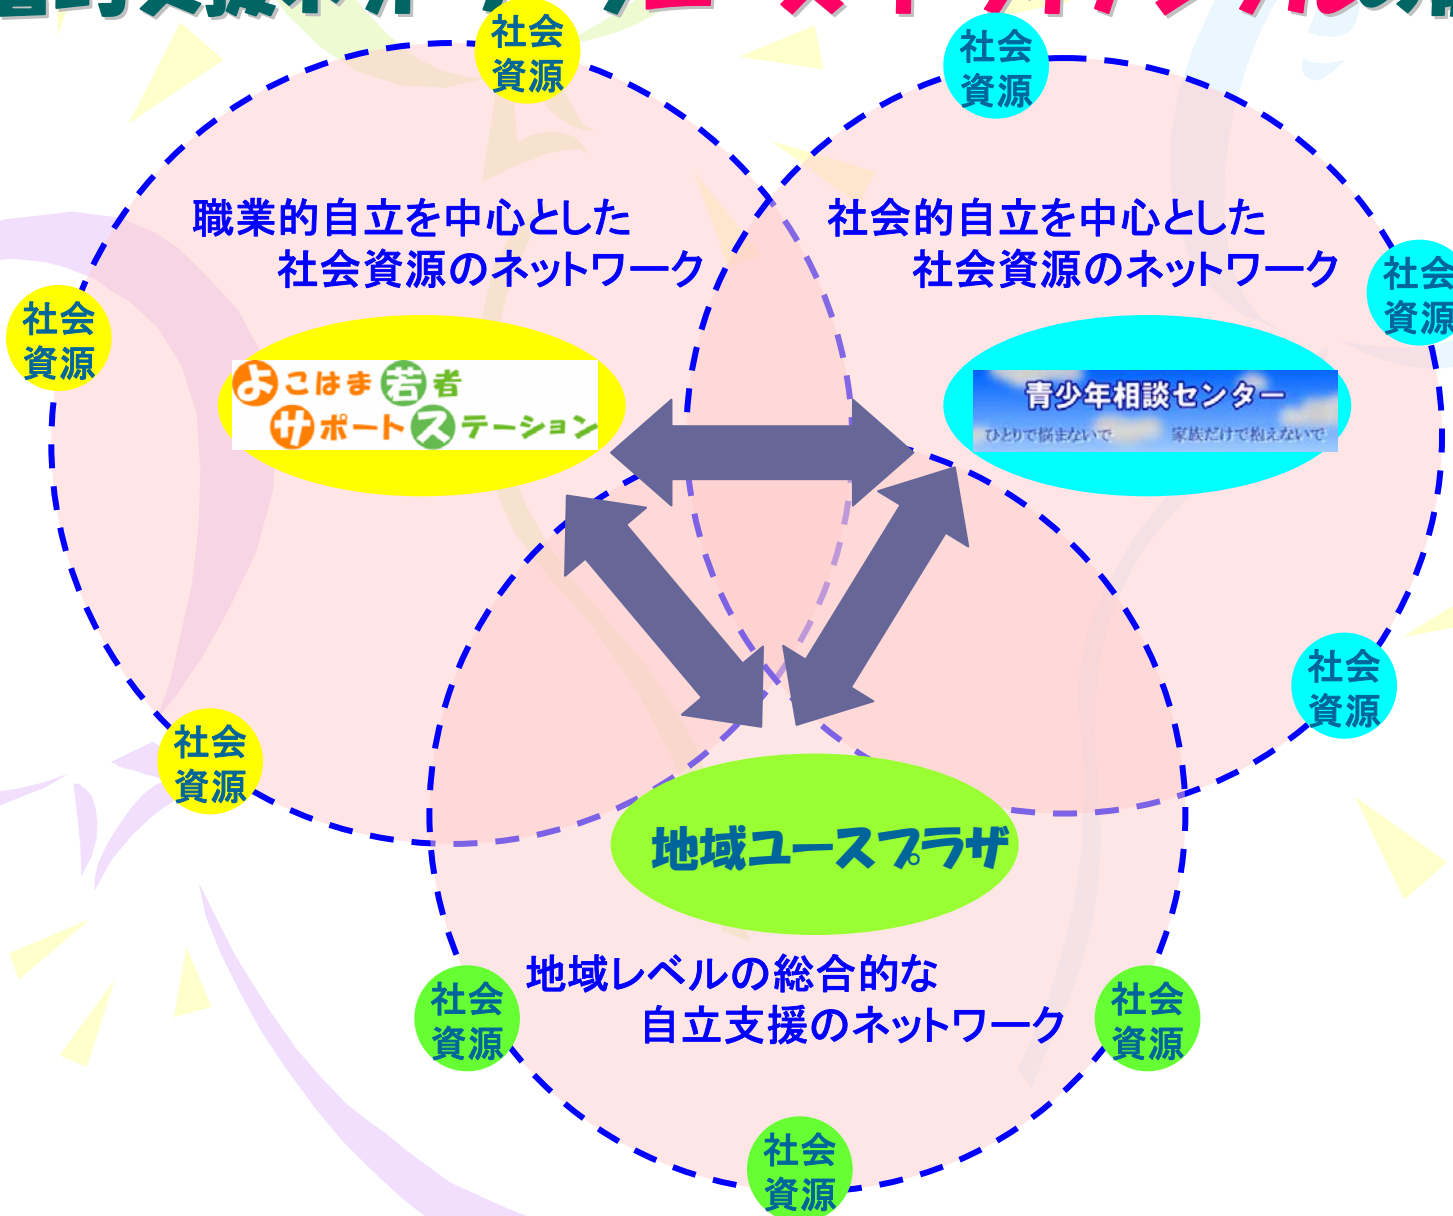 社会
資源
社会
資源
職業的自立を中心とした
社会資源のネットワーク
社会的自立を中心とした
社会資源のネットワーク
社会
資源
社会
資源
よこはま若者
サポートステーション
青少年相談センター
ひとりで悩まないで 家族だけで抱えないで
社会
資源
社会
資源
地域ユースプラザ
地域レベルの総合的な
自立支援のネットワーク
社会
資源
社会
資源
社会
資源